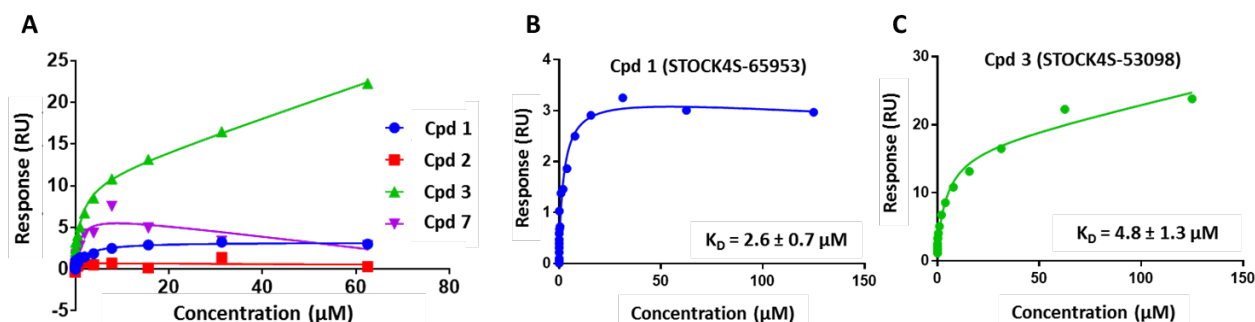 A
Response (RU)
25
20
15
10
5
0
-5
0
20
40
60
80
Concentration (µM)
Cpd 1
Cpd 2
Cpd 3
Cpd 7
B
Cpd 1 (STOCK4S-65953)
Response (RU)
4
3
2
1
0
0
50
100
150
K_D = 2.6 ± 0.7 µM
Concentration (µM)
C
Cpd 3 (STOCK4S-53098)
Response (RU)
30
20
10
0
0
50
100
150
K_D = 4.8 ± 1.3 µM
Concentration (µM)